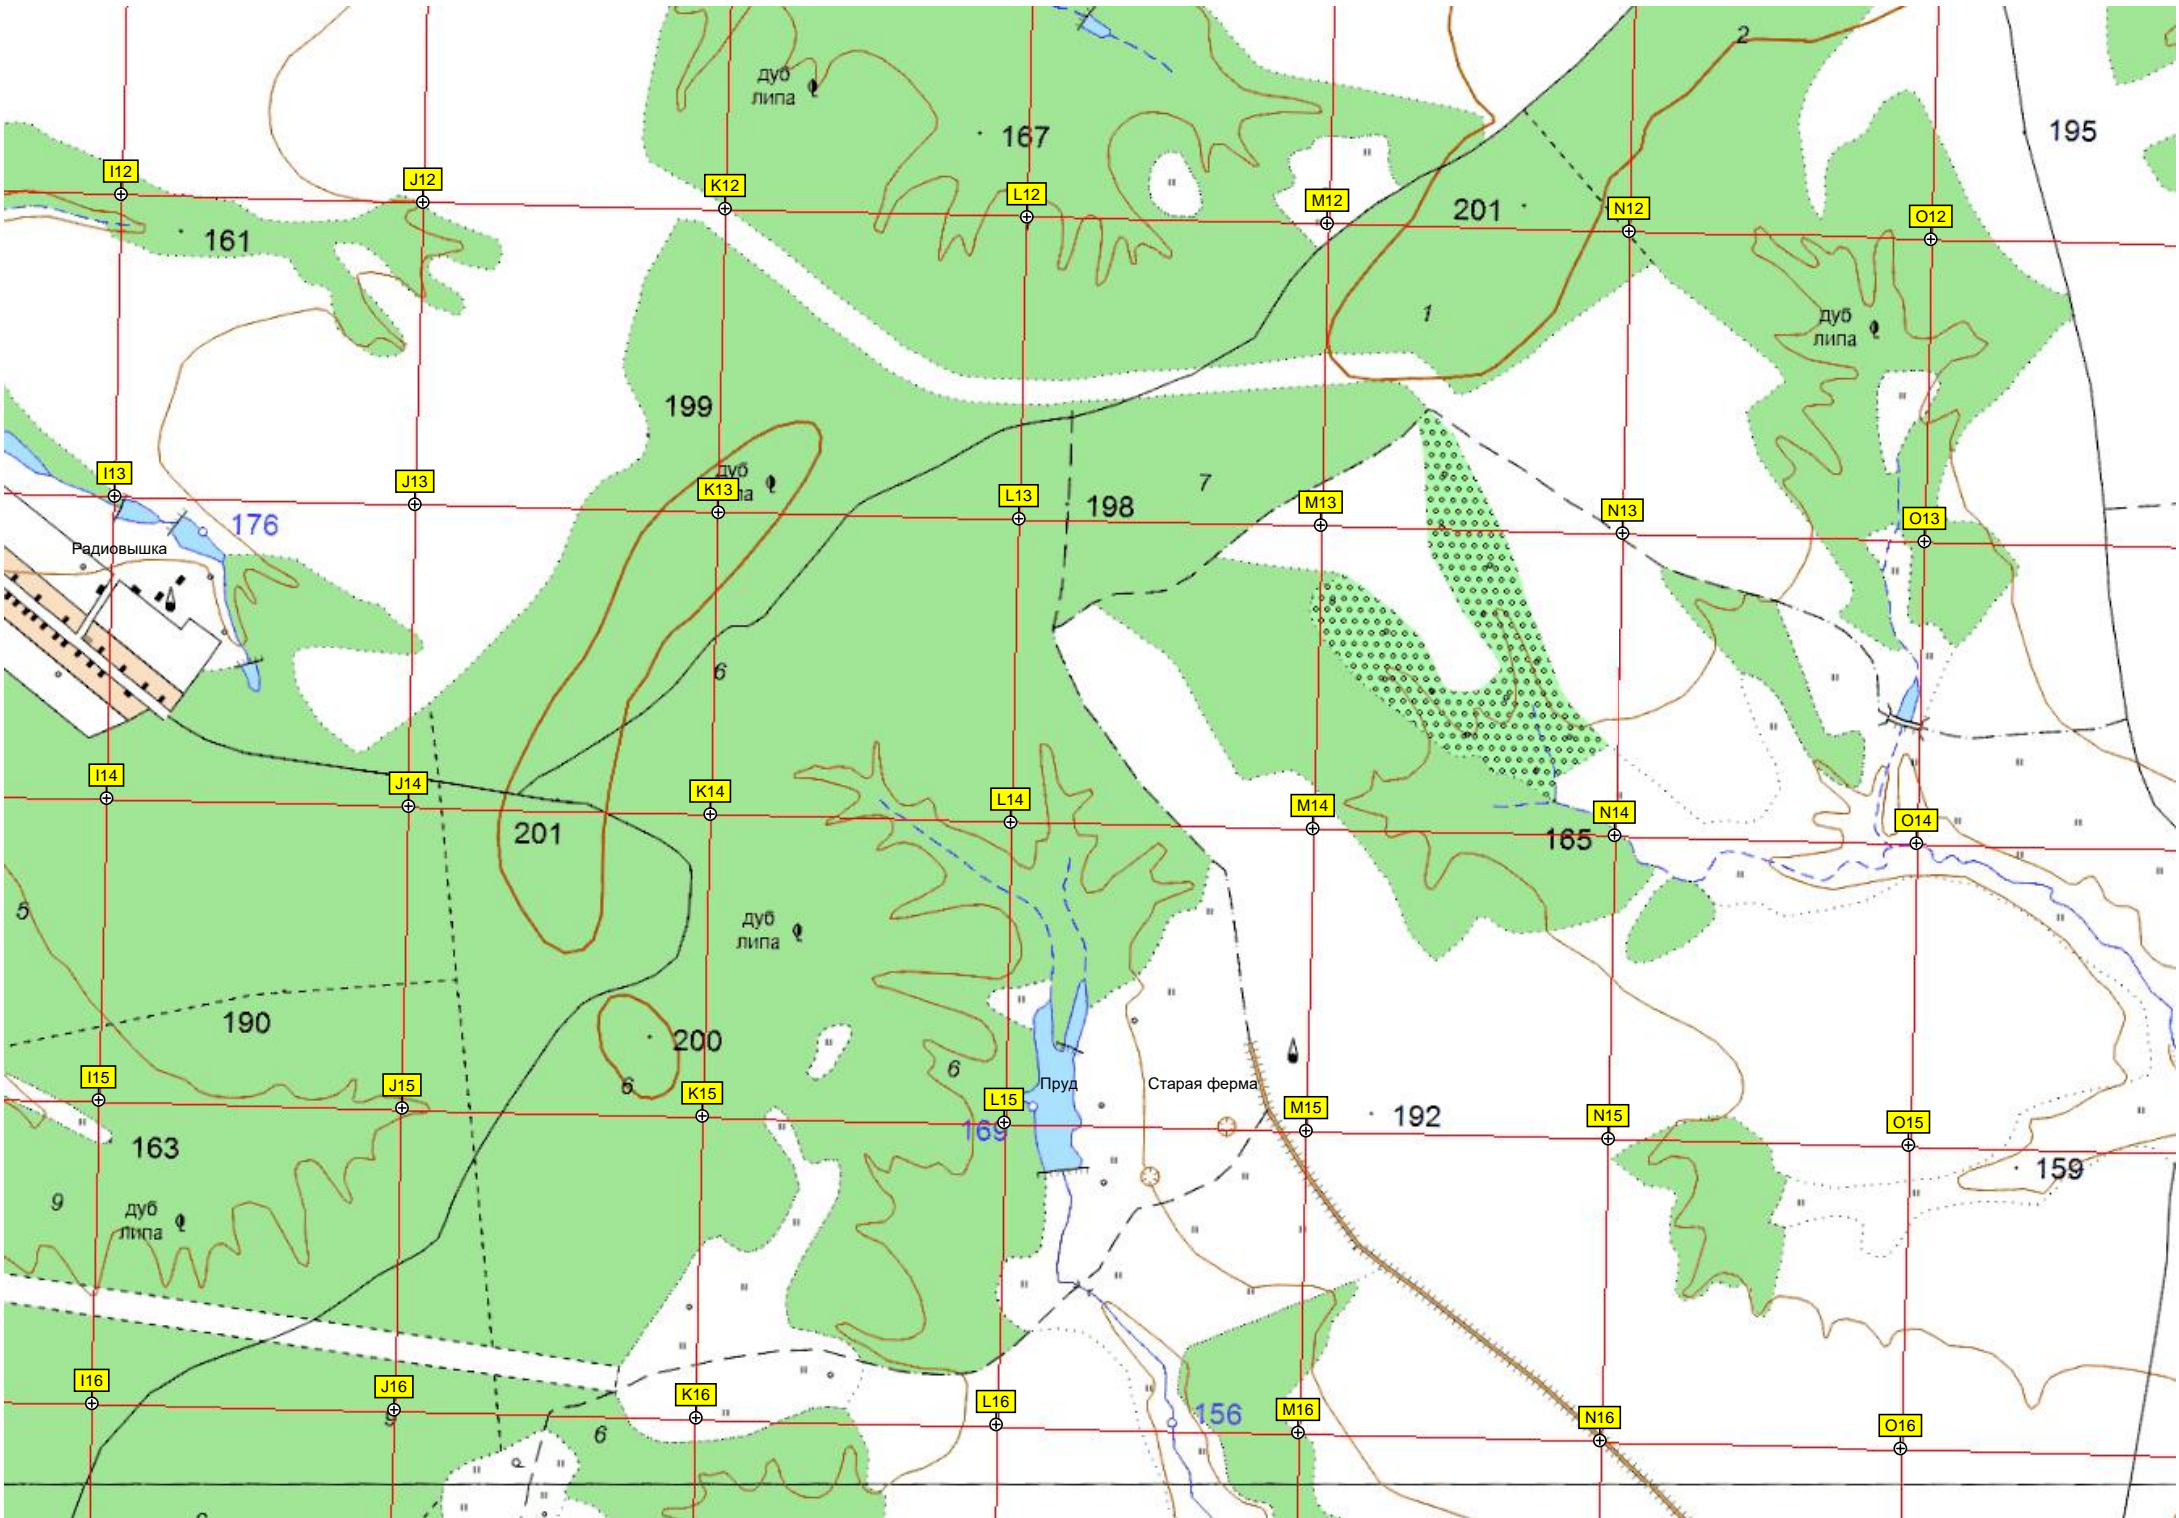 2
дуб
липа
167
195
I12
J12
K12
L12
M12
201
N12
O12
161
1
дуб
липа
199
I13
J13
дуб
K13
L13
198
7
M13
N13
O13
176
Радиовышка
6
I14
J14
K14
L14
M14
N14
O14
201
165
5
дуб
липа
190
200
6
6
Пруд
Старая ферма
I15
J15
K15
L15
M15
192
N15
O15
169
163
159
9
дуб
липа
I16
J16
K16
L16
M16
N16
O16
156
9
6